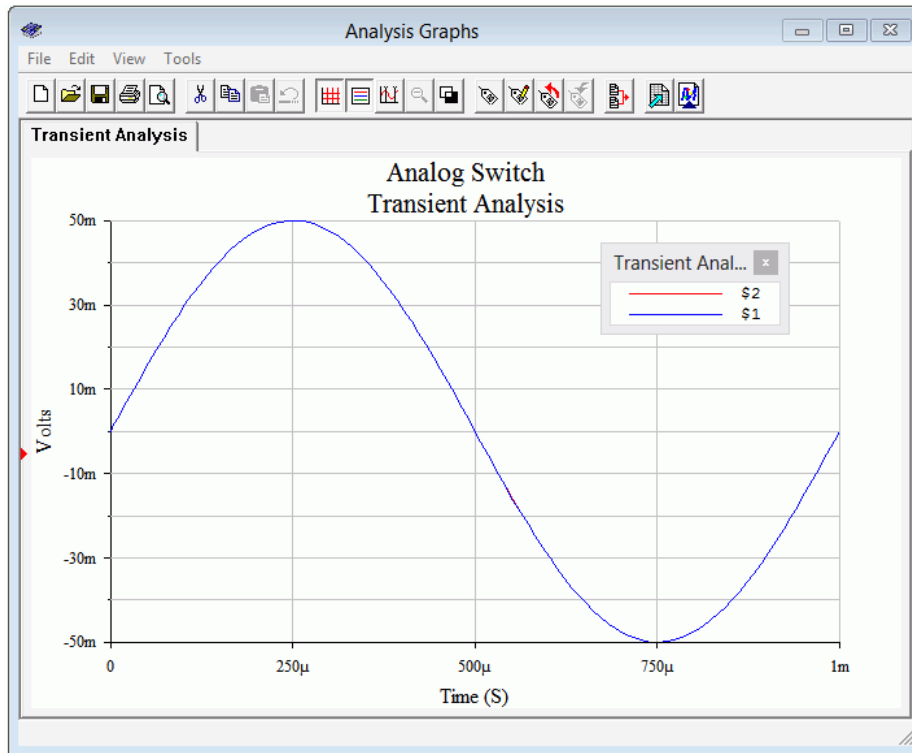 Analysis Graphs
File Edit View Tools
Transient Analysis
Analog Switch
Transient Analysis
50m
30m
10m
-10m
-30m
-50m
Volts
Transient Anal... x
$2
$1
0 250µ 500µ 750µ 1m
Time (S)